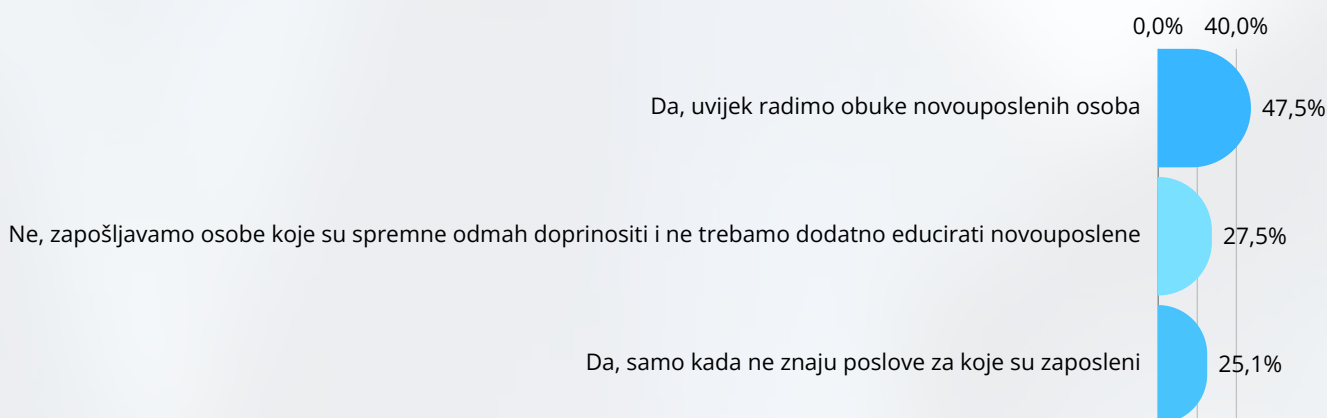 0,0% 40,0%
Da, uvijek radimo obuke novouposlenih osoba 47,5%
Ne, zapošljavamo osobe koje su spremne odmah doprinositi i ne trebamo dodatno educirati novouposlene 27,5%
Da, samo kada ne znaju poslove za koje su zaposleni 25,1%